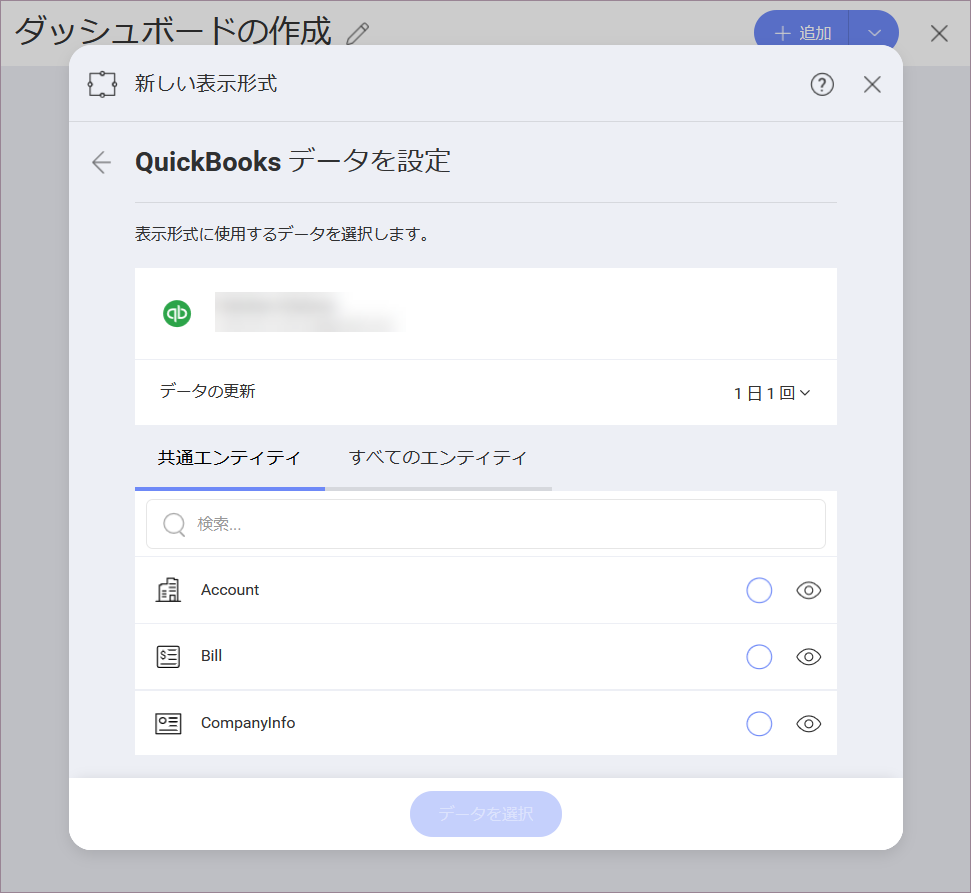 ダッシュボードの作成
＋ 追加
新しい表示形式
?
QuickBooks データを設定
表示形式に使用するデータを選択します。
qb
データの更新
1 日 1 回
共通エンティティ
すべてのエンティティ
検索...
Account
$
Bill
CompanyInfo
データを選択